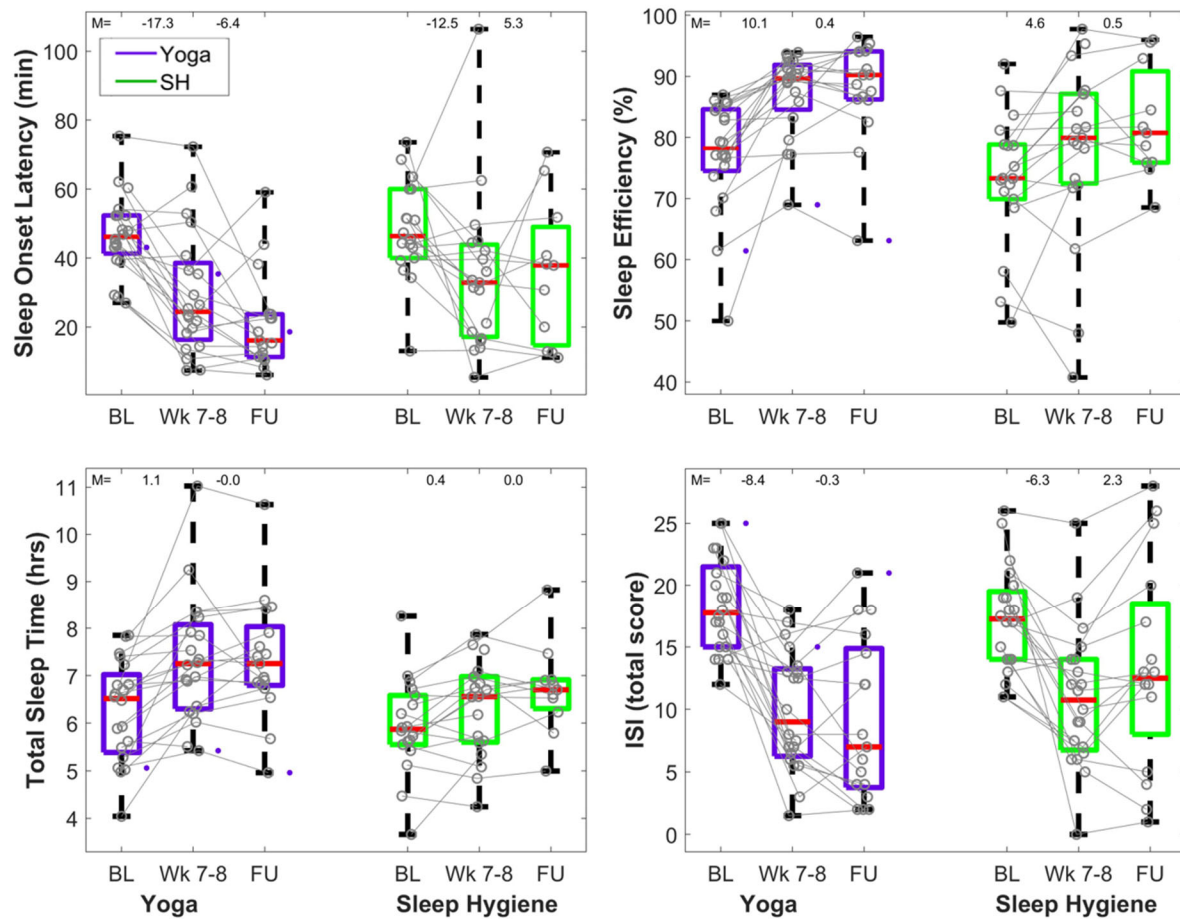 M= -17.3 -6.4 -12.5 5.3
Yoga
SH
Sleep Onset Latency (min)
100
80
60
40
20
BL Wk 7-8 FU BL Wk 7-8 FU
M= 10.1 0.4 4.6 0.5
Sleep Efficiency (%)
100
90
80
70
60
50
40
BL Wk 7-8 FU BL Wk 7-8 FU
M= 1.1 -0.0 0.4 0.0
Total Sleep Time (hrs)
11
10
9
8
7
6
5
4
BL Wk 7-8 FU BL Wk 7-8 FU
Yoga Sleep Hygiene
M= -8.4 -0.3 -6.3 2.3
ISI (total score)
25
20
15
10
5
0
BL Wk 7-8 FU BL Wk 7-8 FU
Yoga Sleep Hygiene